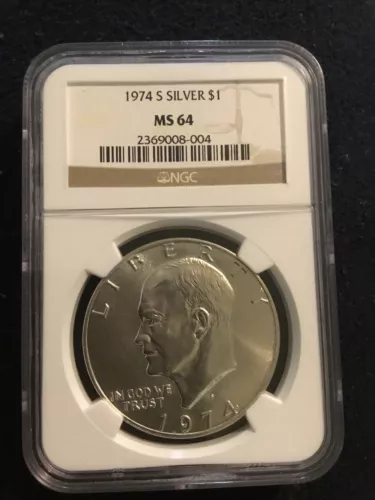 1974 S SILVER $1
MS 64
2369008-004
NGC
LIBERTY
IN GOD WE
TRUST
1974